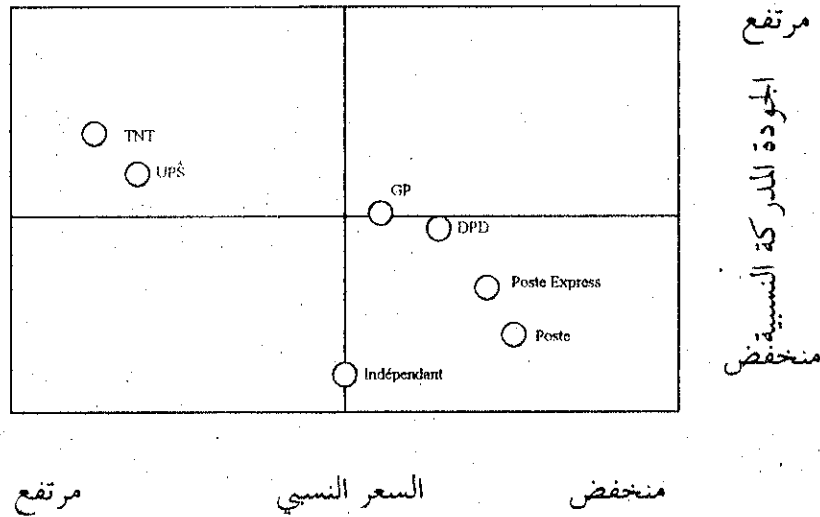 مرتفع
الجودة المدركة النسبية
منخفض
TNT
UPS
GP
DPD
Poste Express
Poste
Indépendant
منخفض
السعر النسبي
مرتفع